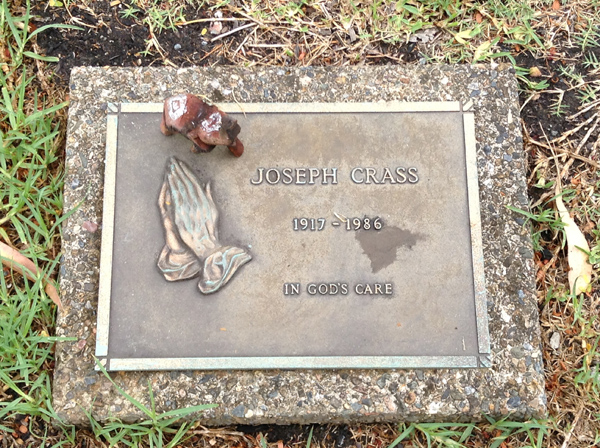 JOSEPH CRASS
1917 - 1986
IN GOD'S CARE